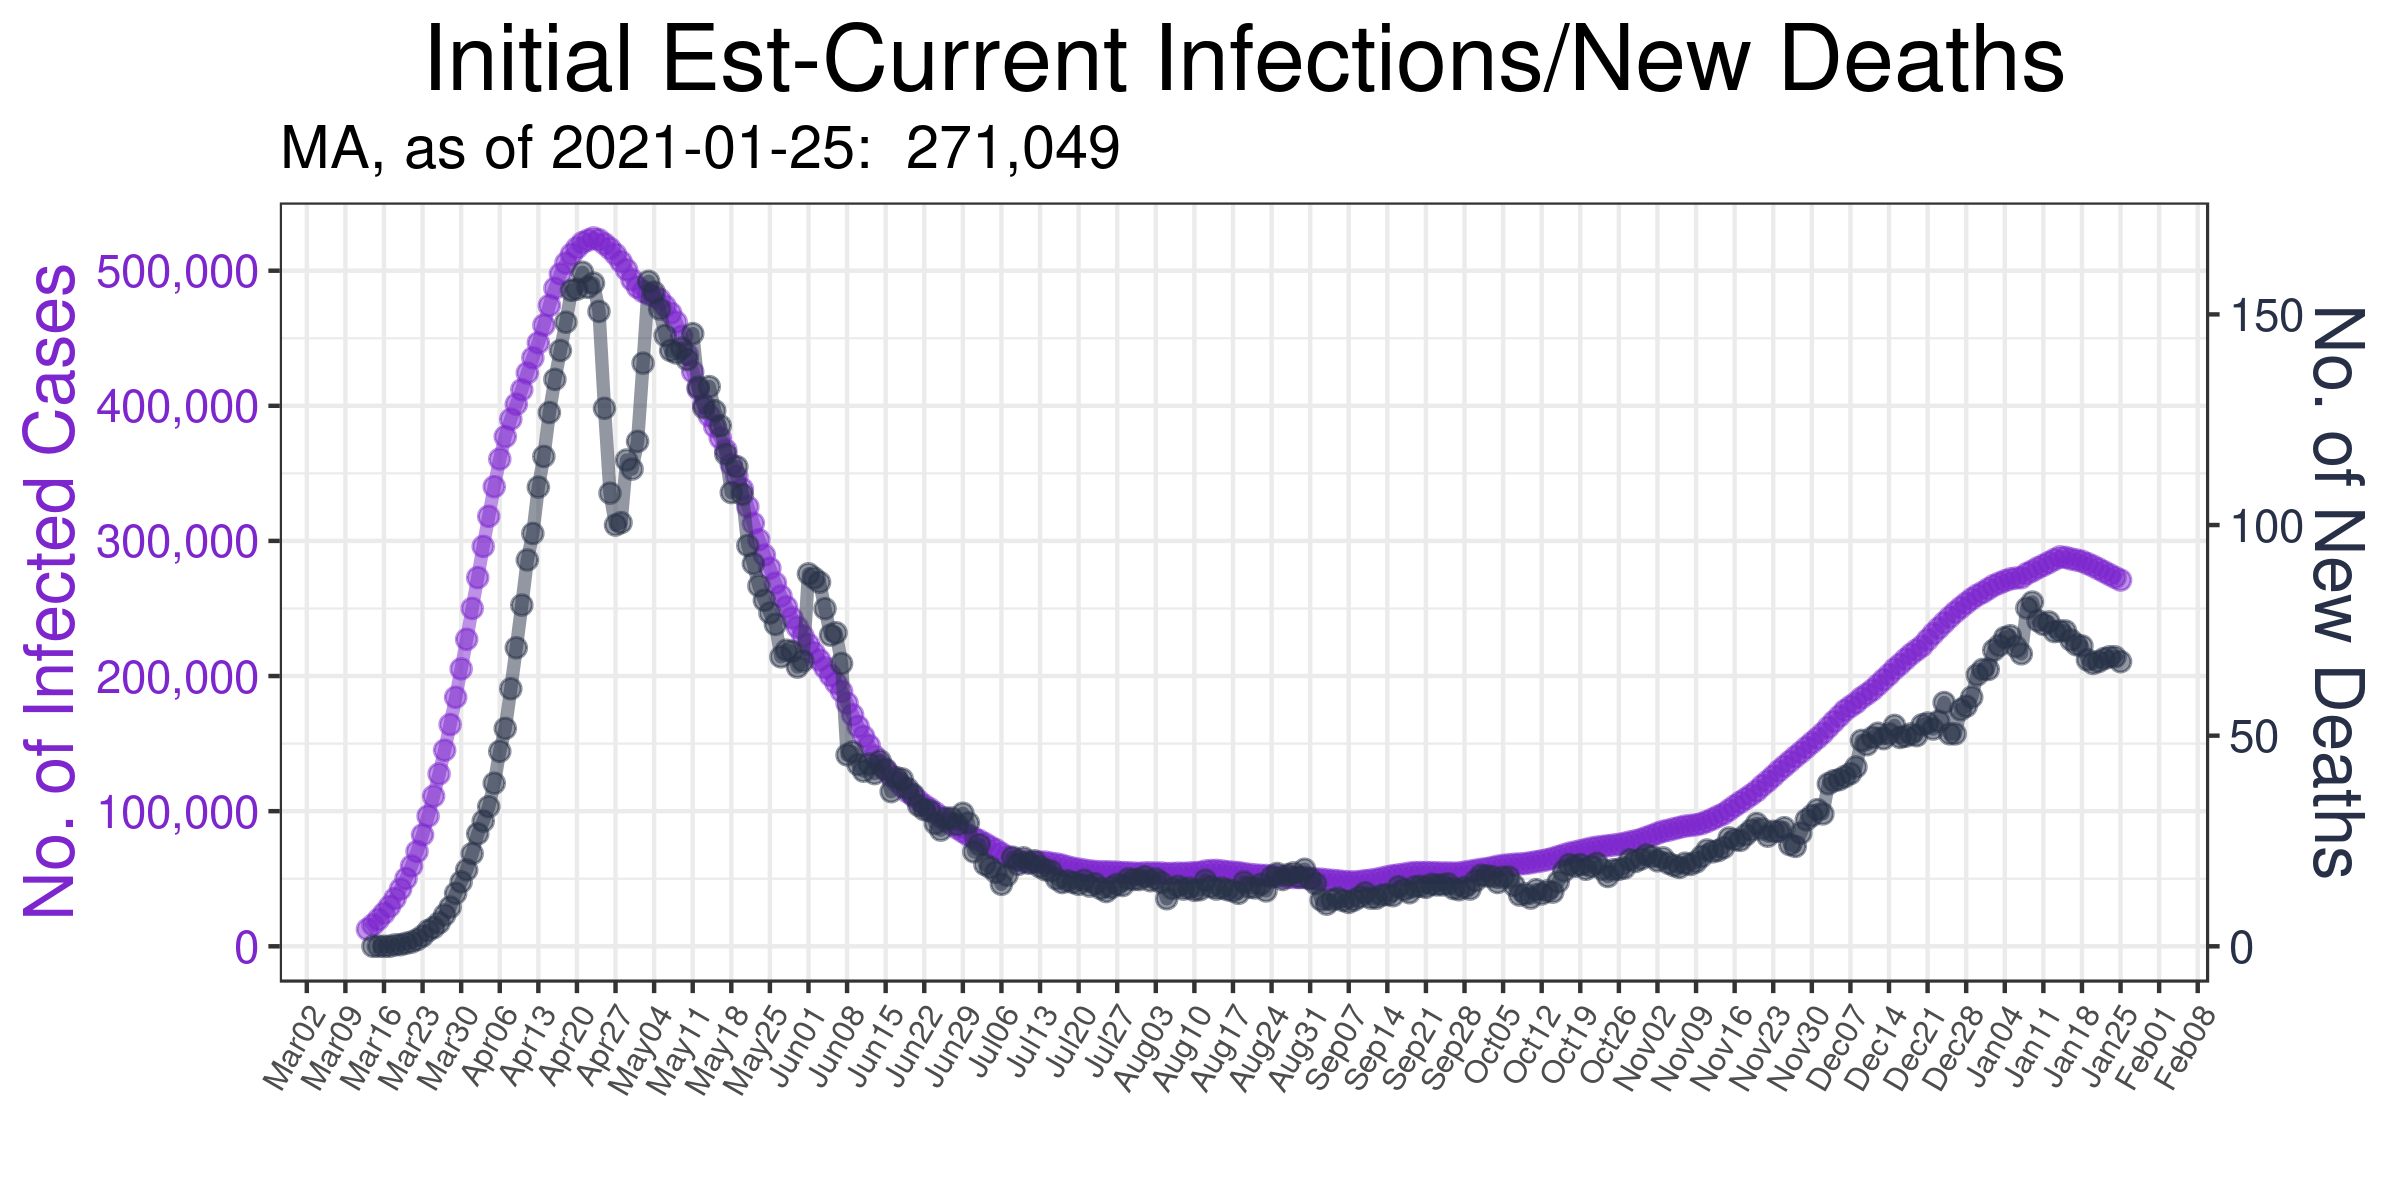 Initial Est-Current Infections/New Deaths
MA, as of 2021-01-25:  271,049
No. of Infected Cases
500,000
400,000
300,000
200,000
100,000
0
150
100
50
0
No. of New Deaths
Mar02
Mar09
Mar16
Mar23
Mar30
Apr06
Apr13
Apr20
Apr27
May04
May11
May18
May25
Jun01
Jun08
Jun15
Jun22
Jun29
Jul06
Jul13
Jul20
Jul27
Aug03
Aug10
Aug17
Aug24
Aug31
Sep07
Sep14
Sep21
Sep28
Oct05
Oct12
Oct19
Oct26
Nov02
Nov09
Nov16
Nov23
Nov30
Dec07
Dec14
Dec21
Dec28
Jan04
Jan11
Jan18
Jan25
Feb01
Feb08